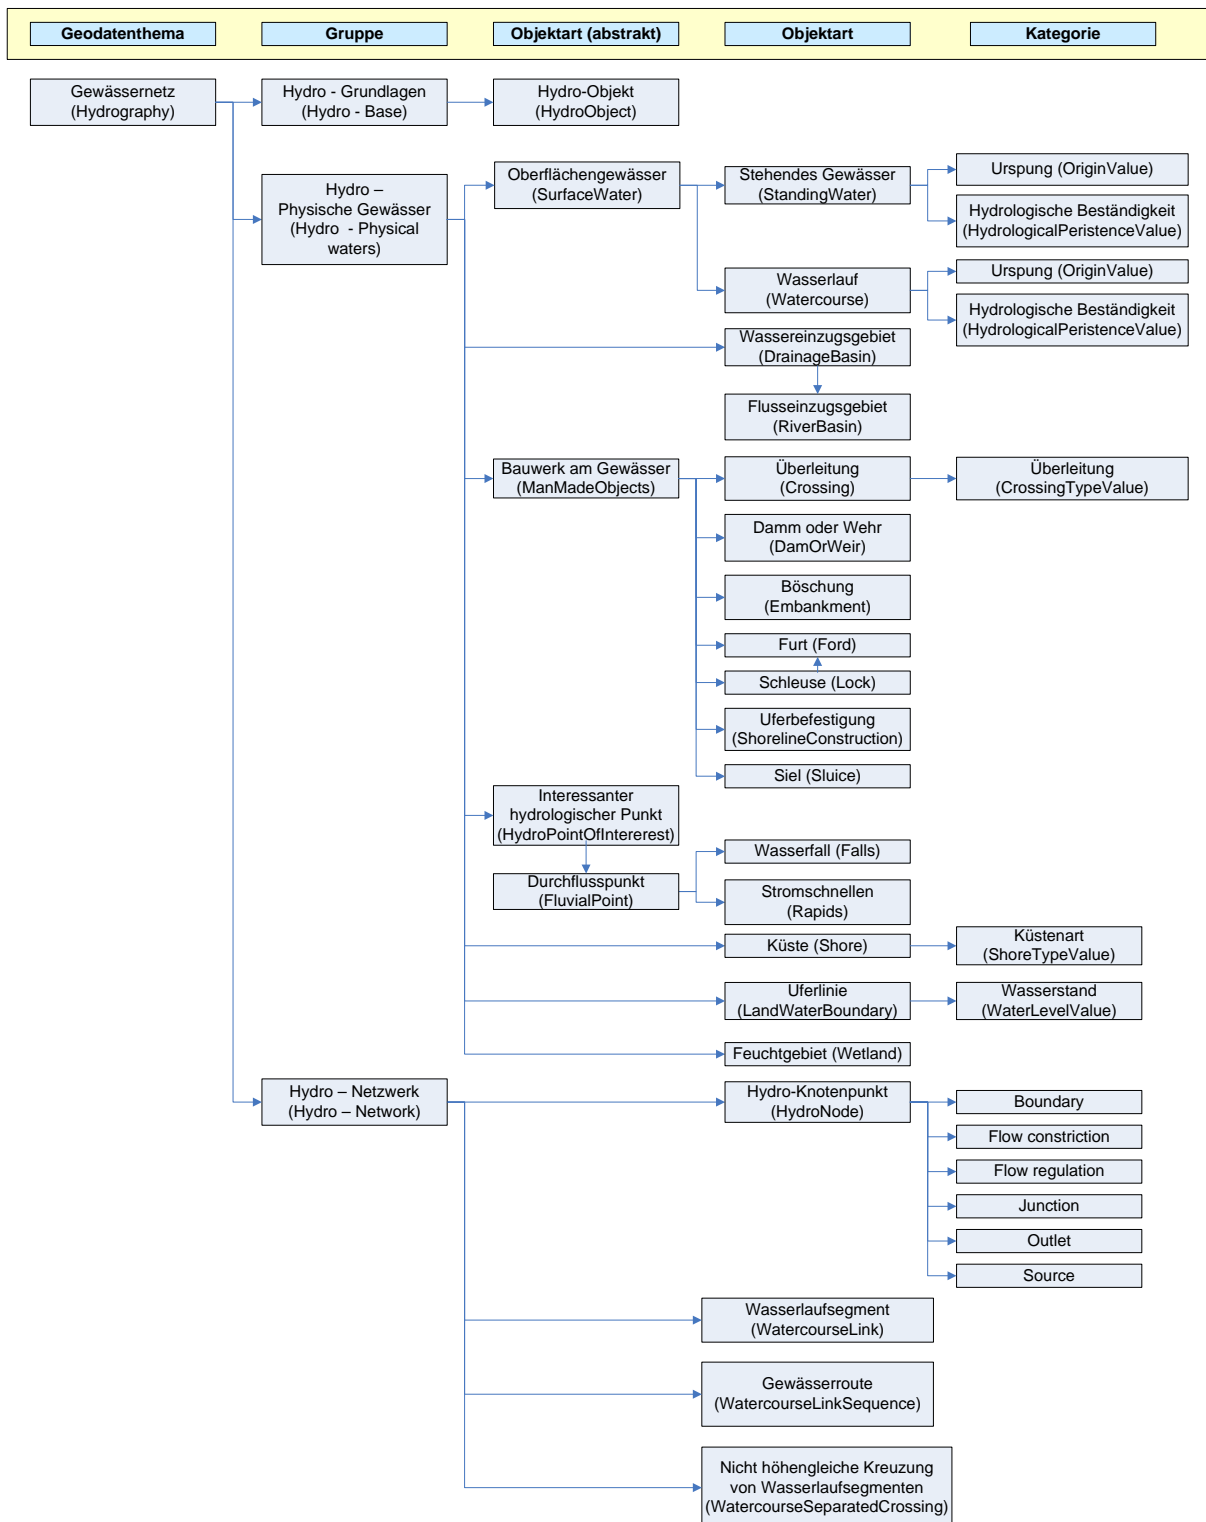 Geodatenthema
Gruppe
Objektart (abstrakt)
Objektart
Kategorie
Gewässernetz
(Hydrography)
Hydro - Grundlagen
(Hydro - Base)
Hydro-Objekt
(HydroObject)
Hydro –
Physische Gewässer
(Hydro  - Physical
waters)
Oberflächengewässer
(SurfaceWater)
Stehendes Gewässer
(StandingWater)
Urspung (OriginValue)
Hydrologische Beständigkeit
(HydrologicalPeristenceValue)
Wasserlauf
(Watercourse)
Urspung (OriginValue)
Hydrologische Beständigkeit
(HydrologicalPeristenceValue)
Wassereinzugsgebiet
(DrainageBasin)
Flusseinzugsgebiet
(RiverBasin)
Bauwerk am Gewässer
(ManMadeObjects)
Überleitung
(Crossing)
Überleitung
(CrossingTypeValue)
Damm oder Wehr
(DamOrWeir)
Böschung
(Embankment)
Furt (Ford)
Schleuse (Lock)
Uferbefestigung
(ShorelineConstruction)
Siel (Sluice)
Interessanter
hydrologischer Punkt
(HydroPointOfIntererest)
Durchflusspunkt
(FluvialPoint)
Wasserfall (Falls)
Stromschnellen
(Rapids)
Küste (Shore)
Küstenart
(ShoreTypeValue)
Uferlinie
(LandWaterBoundary)
Wasserstand
(WaterLevelValue)
Feuchtgebiet (Wetland)
Hydro – Netzwerk
(Hydro – Network)
Hydro-Knotenpunkt
(HydroNode)
Boundary
Flow constriction
Flow regulation
Junction
Outlet
Source
Wasserlaufsegment
(WatercourseLink)
Gewässerroute
(WatercourseLinkSequence)
Nicht höhengleiche Kreuzung
von Wasserlaufsegmenten
(WatercourseSeparatedCrossing)